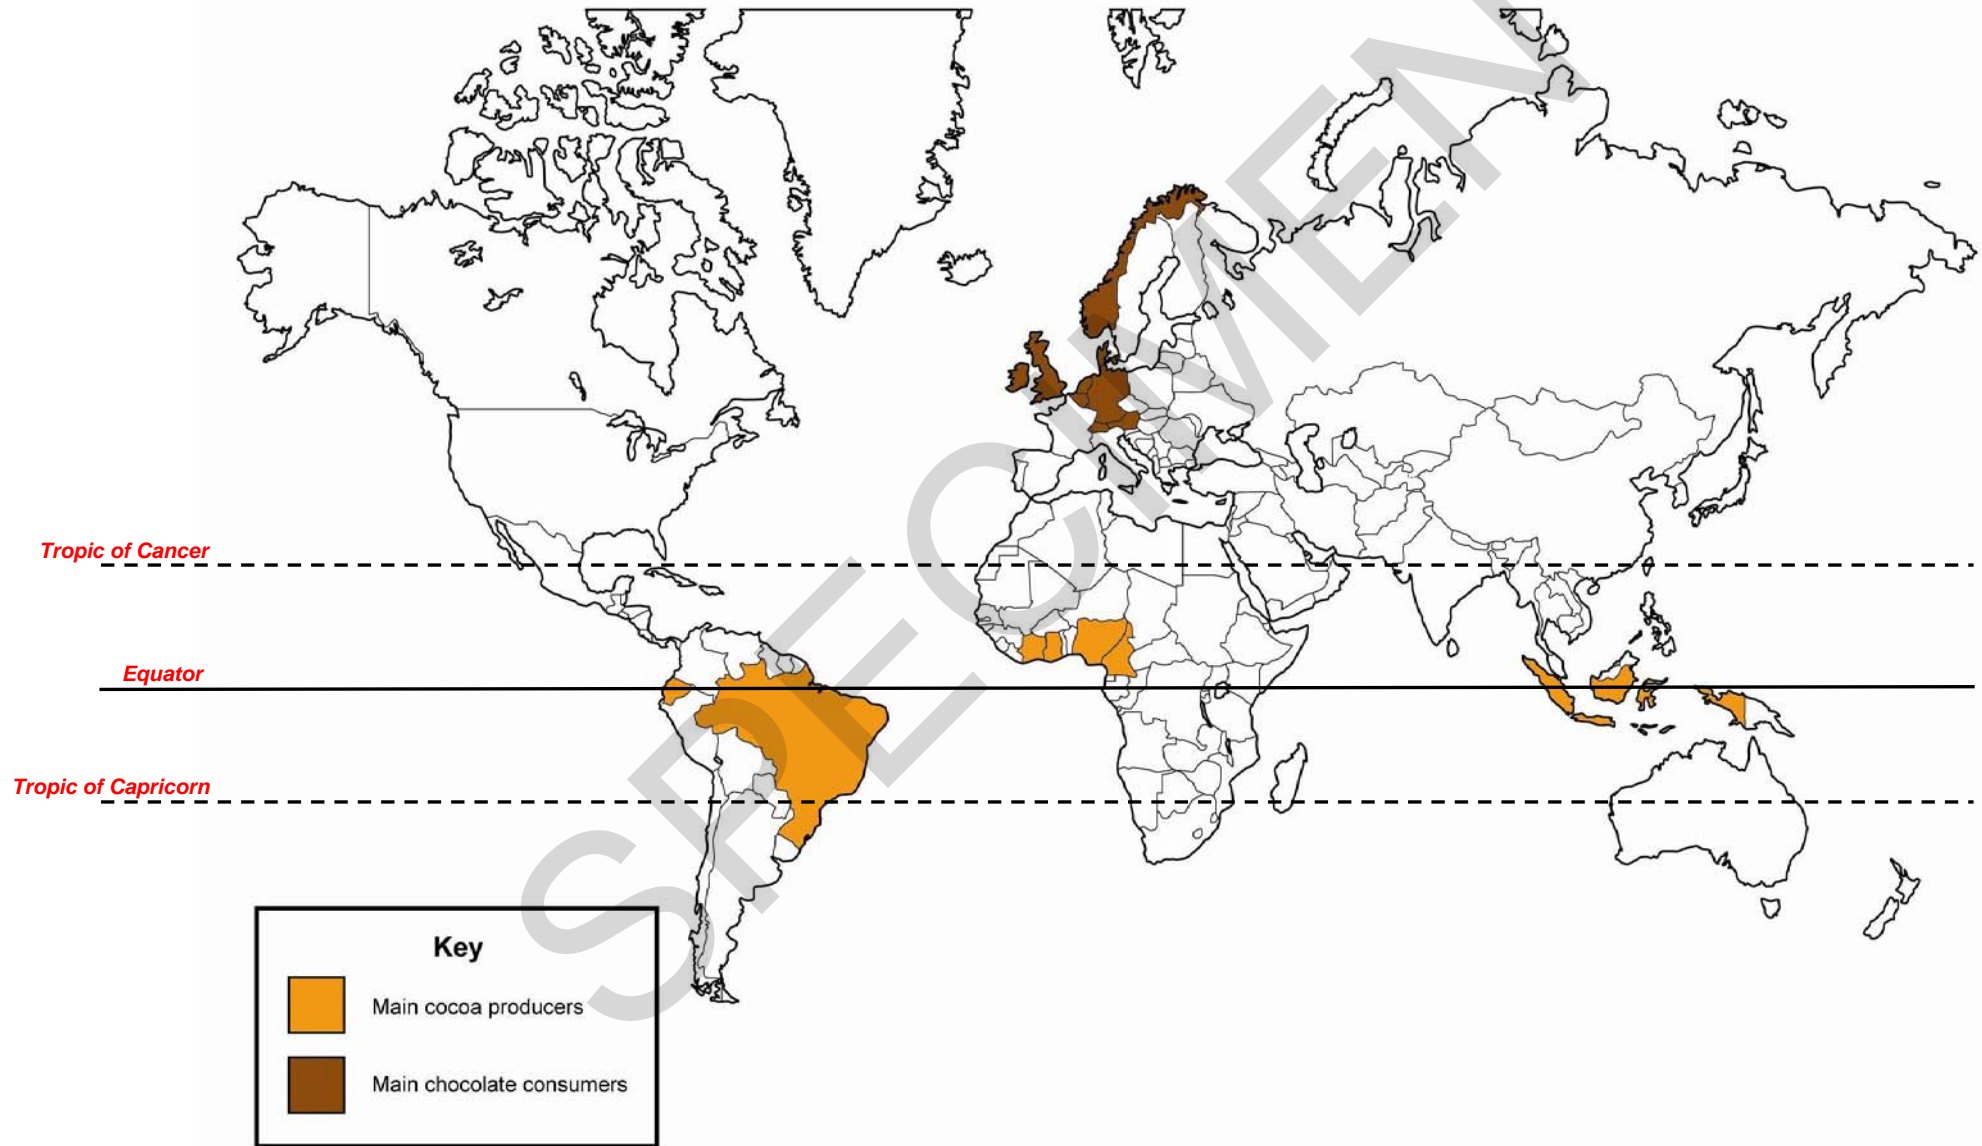 SPECIMEN
Tropic of Cancer
Equator
Tropic of Capricorn
Key
Main cocoa producers
Main chocolate consumers